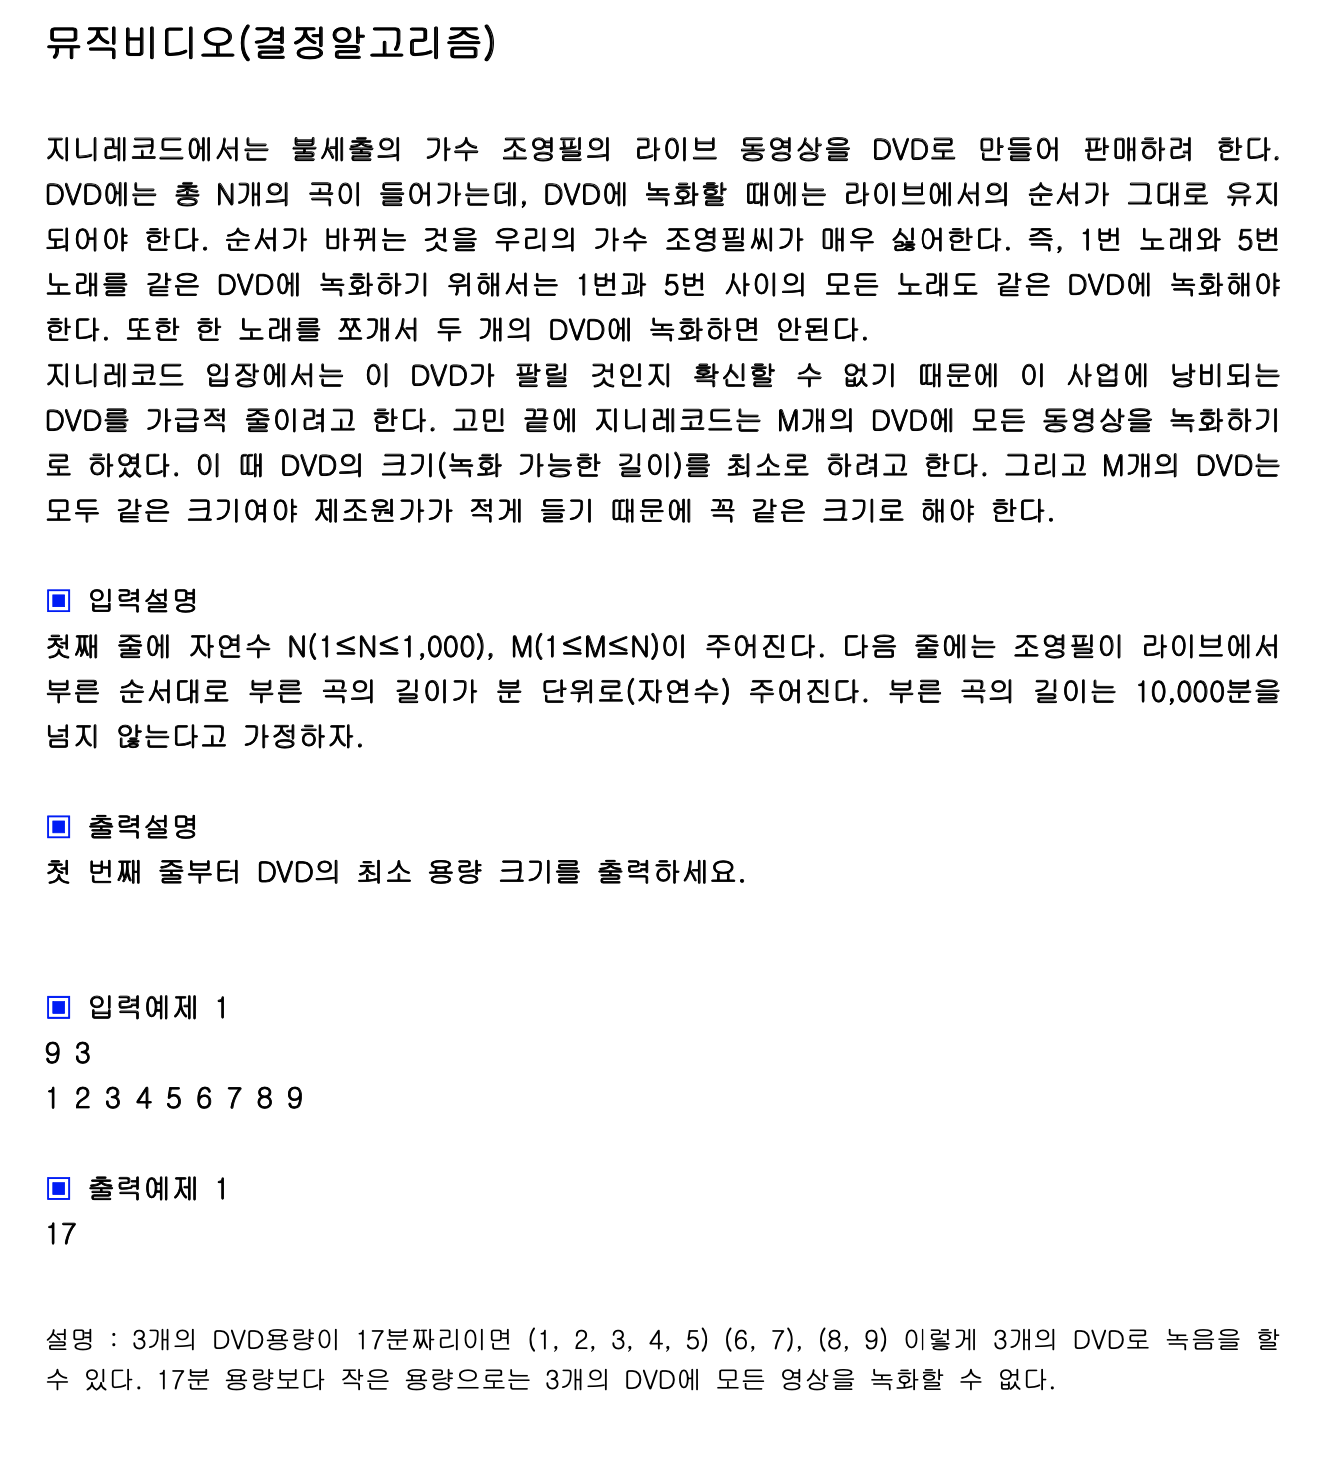 뮤직비디오(결정알고리즘)
지니레코드에서는 불세출의 가수 조영필의 라이브 동영상을 DVD로 만들어 판매하려 한다.
DVD에는 총 N개의 곡이 들어가는데, DVD에 녹화할 때에는 라이브에서의 순서가 그대로 유지
되어야 한다. 순서가 바뀌는 것을 우리의 가수 조영필씨가 매우 싫어한다. 즉, 1번 노래와 5번
노래를 같은 DVD에 녹화하기 위해서는 1번과 5번 사이의 모든 노래도 같은 DVD에 녹화해야
한다. 또한 한 노래를 쪼개서 두 개의 DVD에 녹화하면 안된다.
지니레코드 입장에서는 이 DVD가 팔릴 것인지 확신할 수 없기 때문에 이 사업에 낭비되는
DVD를 가급적 줄이려고 한다. 고민 끝에 지니레코드는 M개의 DVD에 모든 동영상을 녹화하기
로 하였다. 이 때 DVD의 크기(녹화 가능한 길이)를 최소로 하려고 한다. 그리고 M개의 DVD는
모두 같은 크기여야 제조원가가 적게 들기 때문에 꼭 같은 크기로 해야 한다.
▣ 입력설명
첫째 줄에 자연수 N(1≤N≤1,000), M(1≤M≤N)이 주어진다. 다음 줄에는 조영필이 라이브에서
부른 순서대로 부른 곡의 길이가 분 단위로(자연수) 주어진다. 부른 곡의 길이는 10,000분을
넘지 않는다고 가정하자.
▣ 출력설명
첫 번째 줄부터 DVD의 최소 용량 크기를 출력하세요.
▣ 입력예제 1
9 3
1 2 3 4 5 6 7 8 9
▣ 출력예제 1
17
설명 : 3개의 DVD용량이 17분짜리이면 (1, 2, 3, 4, 5) (6, 7), (8, 9) 이렇게 3개의 DVD로 녹음을 할
수 있다. 17분 용량보다 작은 용량으로는 3개의 DVD에 모든 영상을 녹화할 수 없다.